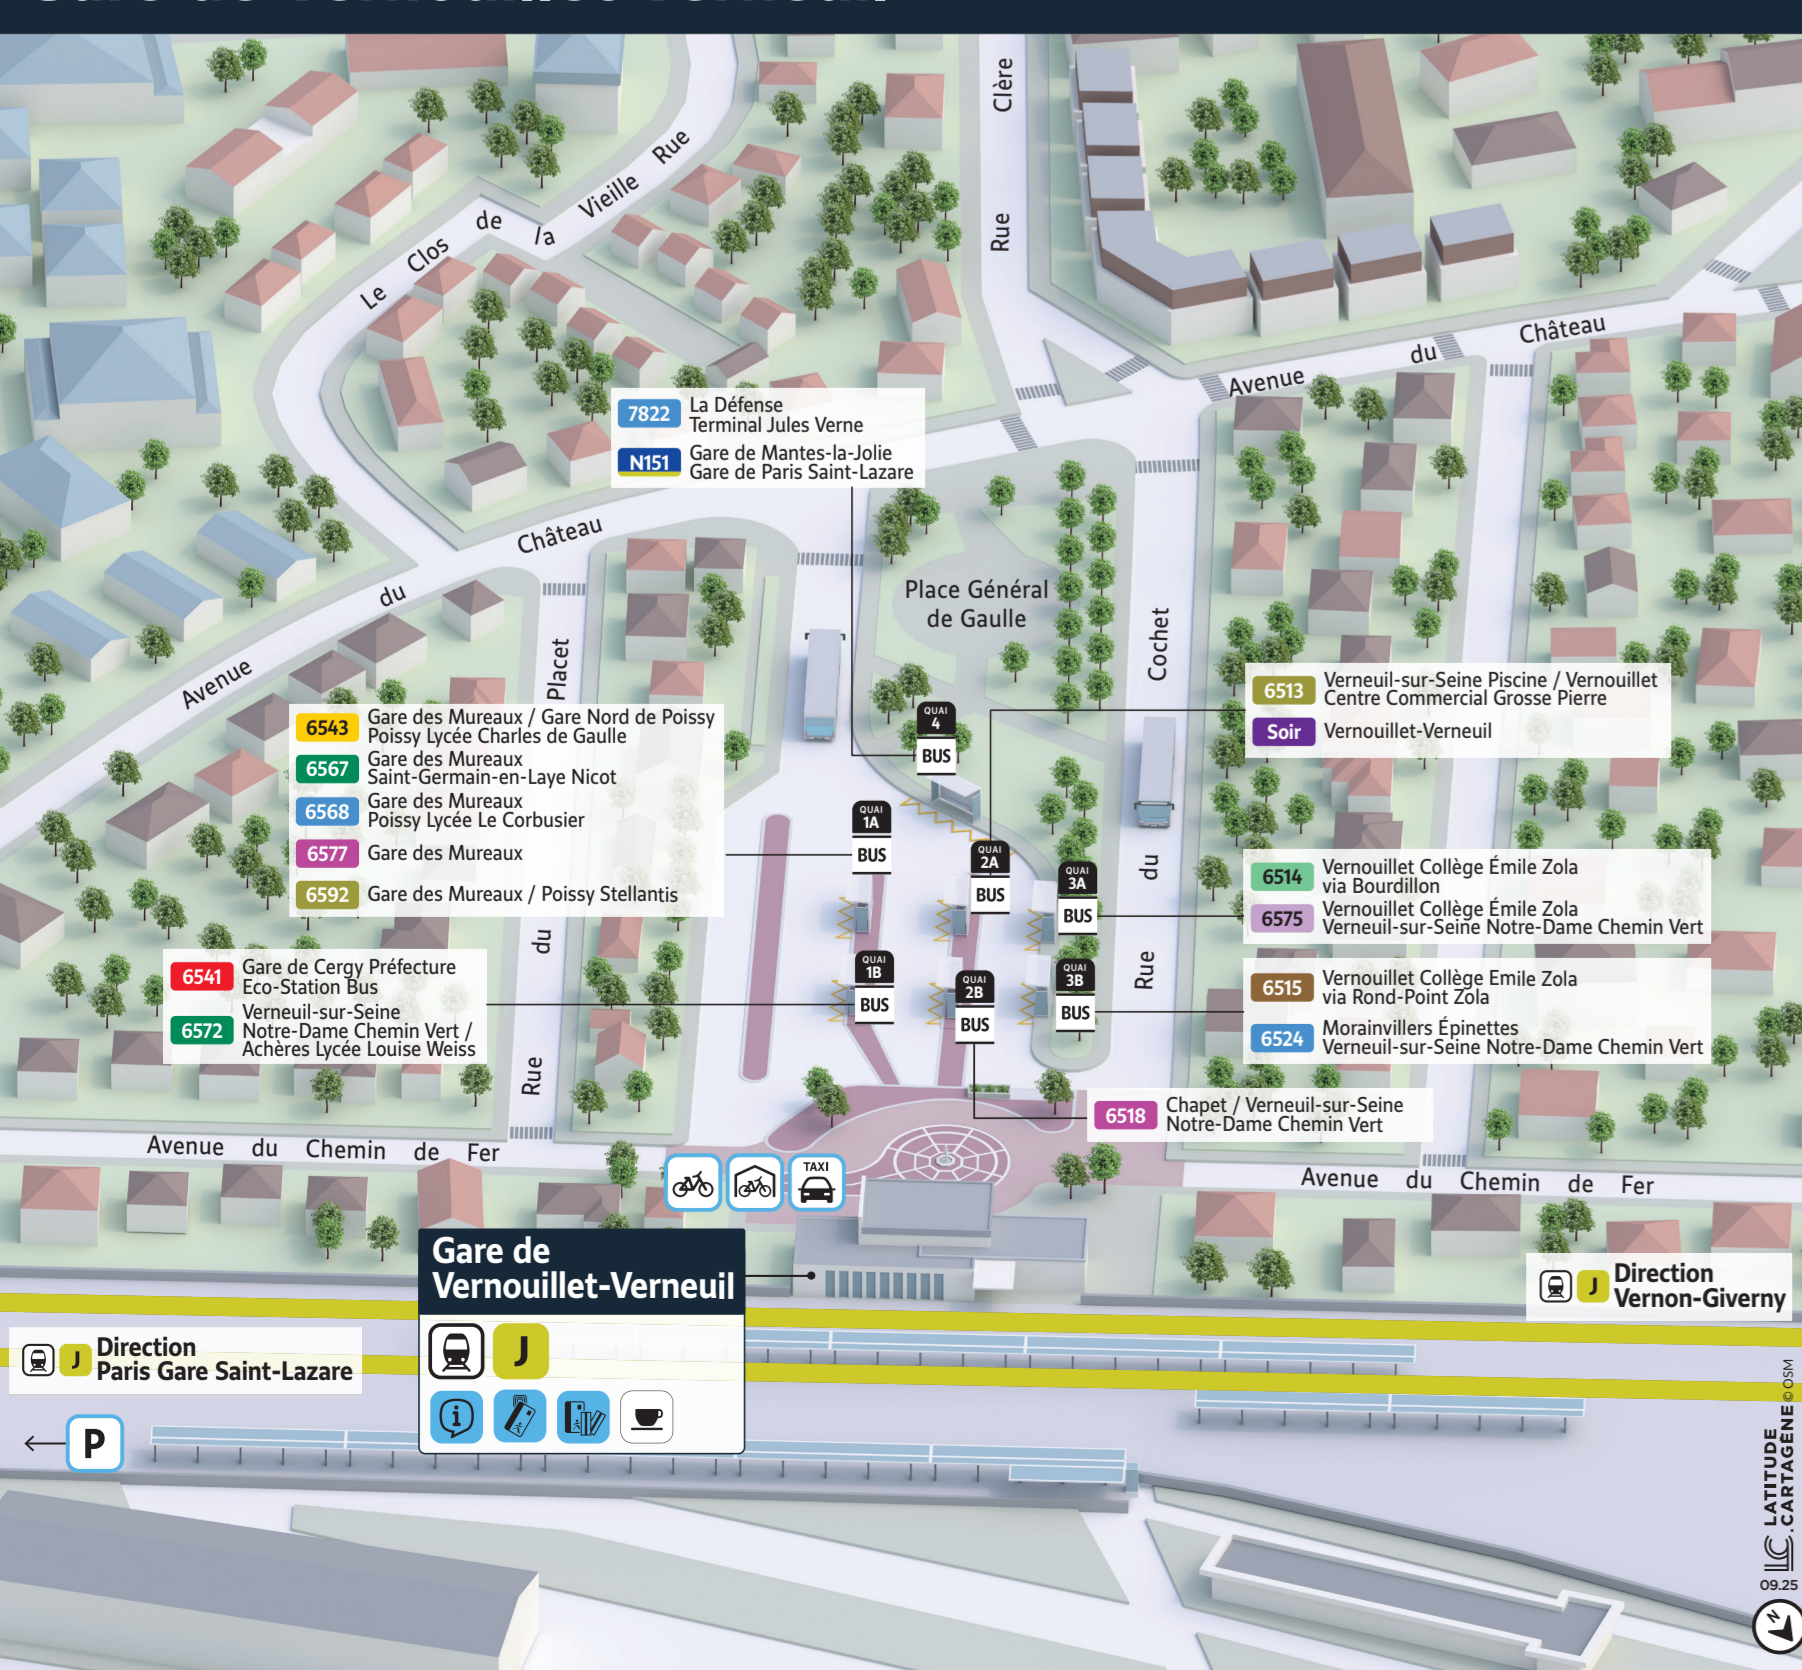 Clère
Rue
Le Clos de la Vieille Rue
Avenue du Château
7822 La Défense
Terminal Jules Verne
N151 Gare de Mantes-la-Jolie
Gare de Paris Saint-Lazare
Avenue du Château
Place Général
de Gaulle
Rue du Placet
Rue du Cochet
QUAI
4
BUS
6513 Verneuil-sur-Seine Piscine / Vernouillet
Centre Commercial Grosse Pierre
Soir Vernouillet-Verneuil
6543 Gare des Mureaux / Gare Nord de Poissy
Poissy Lycée Charles de Gaulle
6567 Gare des Mureaux
Saint-Germain-en-Laye Nicot
6568 Gare des Mureaux
Poissy Lycée Le Corbusier
6577 Gare des Mureaux
6592 Gare des Mureaux / Poissy Stellantis
QUAI
1A
BUS
QUAI
2A
BUS
QUAI
3A
BUS
6514 Vernouillet Collège Émile Zola
via Bourdillon
6575 Vernouillet Collège Émile Zola
Verneuil-sur-Seine Notre-Dame Chemin Vert
6541 Gare de Cergy Préfecture
Eco-Station Bus
6572 Verneuil-sur-Seine
Notre-Dame Chemin Vert /
Achères Lycée Louise Weiss
QUAI
1B
BUS
QUAI
2B
BUS
QUAI
3B
BUS
6515 Vernouillet Collège Emile Zola
via Rond-Point Zola
6524 Morainvillers Épinettes
Verneuil-sur-Seine Notre-Dame Chemin Vert
6518 Chapet / Verneuil-sur-Seine
Notre-Dame Chemin Vert
Avenue du Chemin de Fer
TAXI
Avenue du Chemin de Fer
Gare de
Vernouillet-Verneuil
J
i
J Direction
Vernon-Giverny
J Direction
Paris Gare Saint-Lazare
P
LC LATITUDE
.CARTAGÈNE © OSM
09.25
N